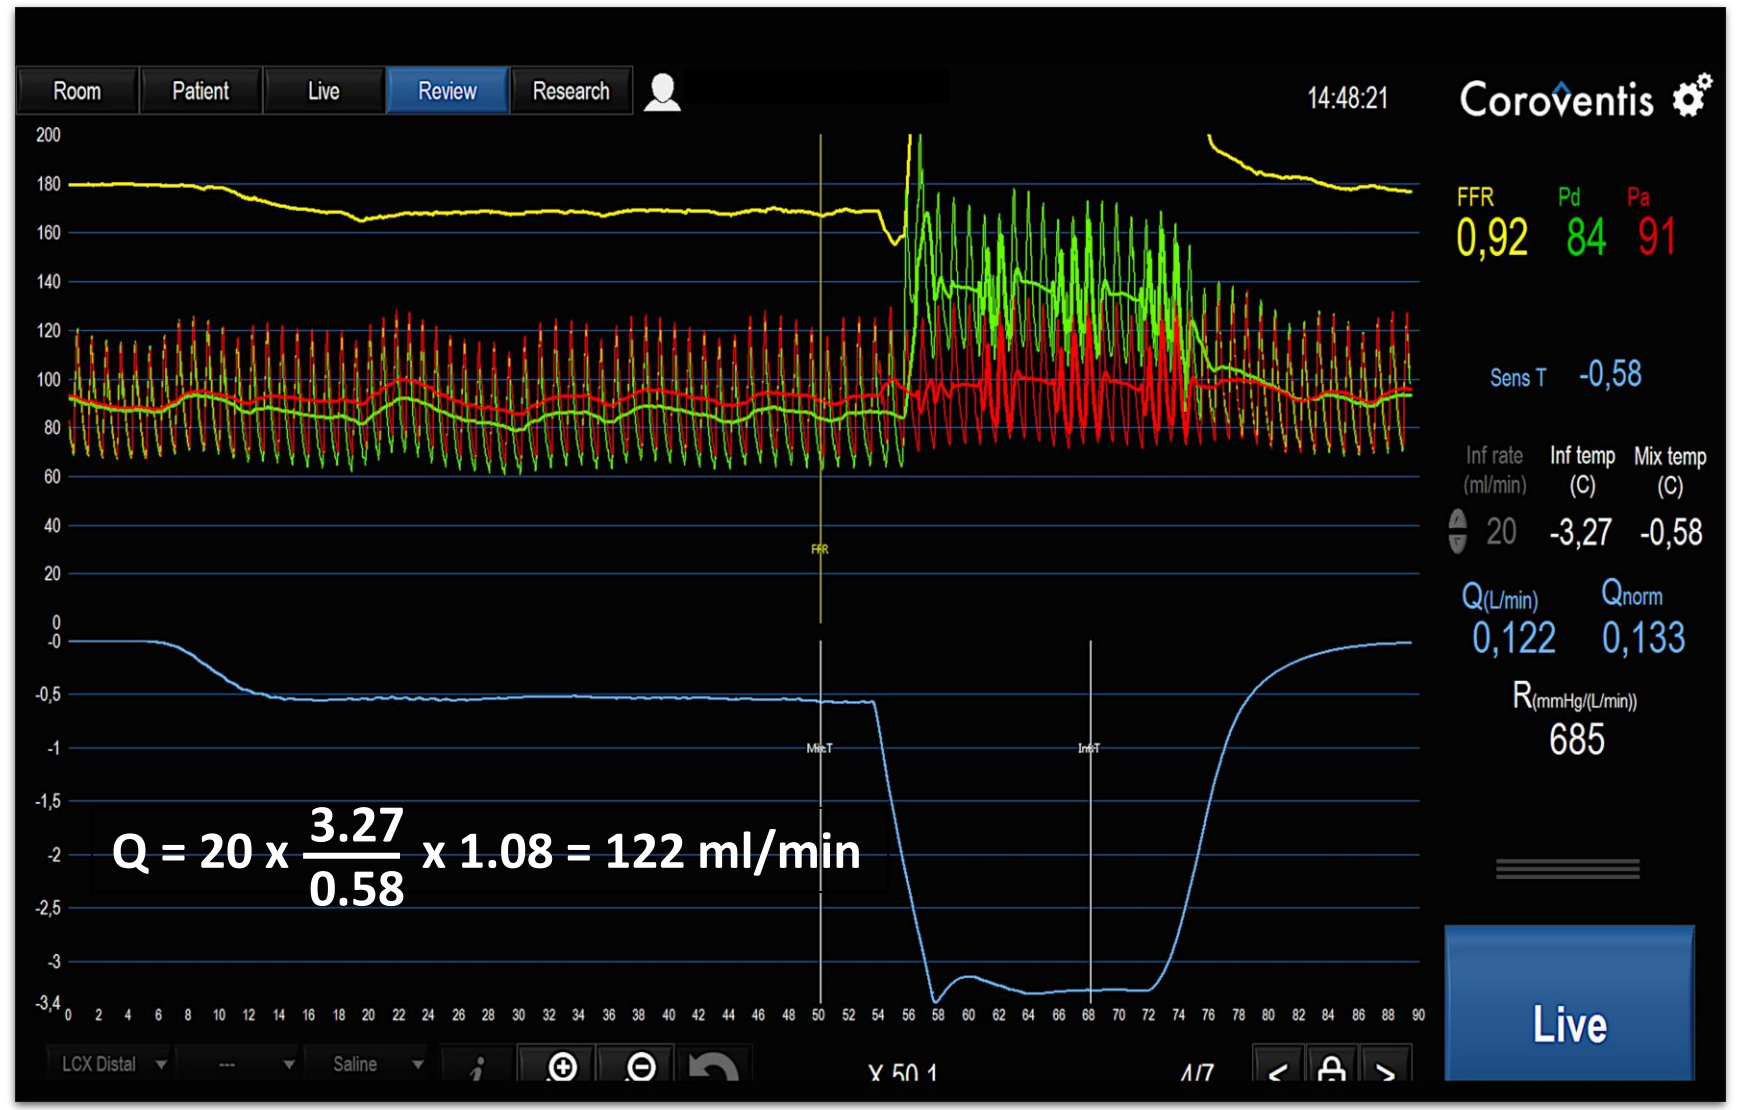 Room Patient Live Review Research 14:48:21 Coroventis
200
180
160
140
120
100
80
60
40
20
0
FFR
-0
-0,5
-1
-1,5
-2
-2,5
-3
-3,4
MixT InfT
Q = 20 x 3.27 / 0.58 x 1.08 = 122 ml/min
0 2 4 6 8 10 12 14 16 18 20 22 24 26 28 30 32 34 36 38 40 42 44 46 48 50 52 54 56 58 60 62 64 66 68 70 72 74 76 78 80 82 84 86 88 90
LCX Distal --- Saline i X 50.1 4/7 < >
FFR Pd Pa
0,92 84 91
Sens T -0,58
Inf rate Inf temp Mix temp
(ml/min) (C) (C)
20 -3,27 -0,58
Q(L/min) Qnorm
0,122 0,133
R(mmHg/(L/min))
685
Live